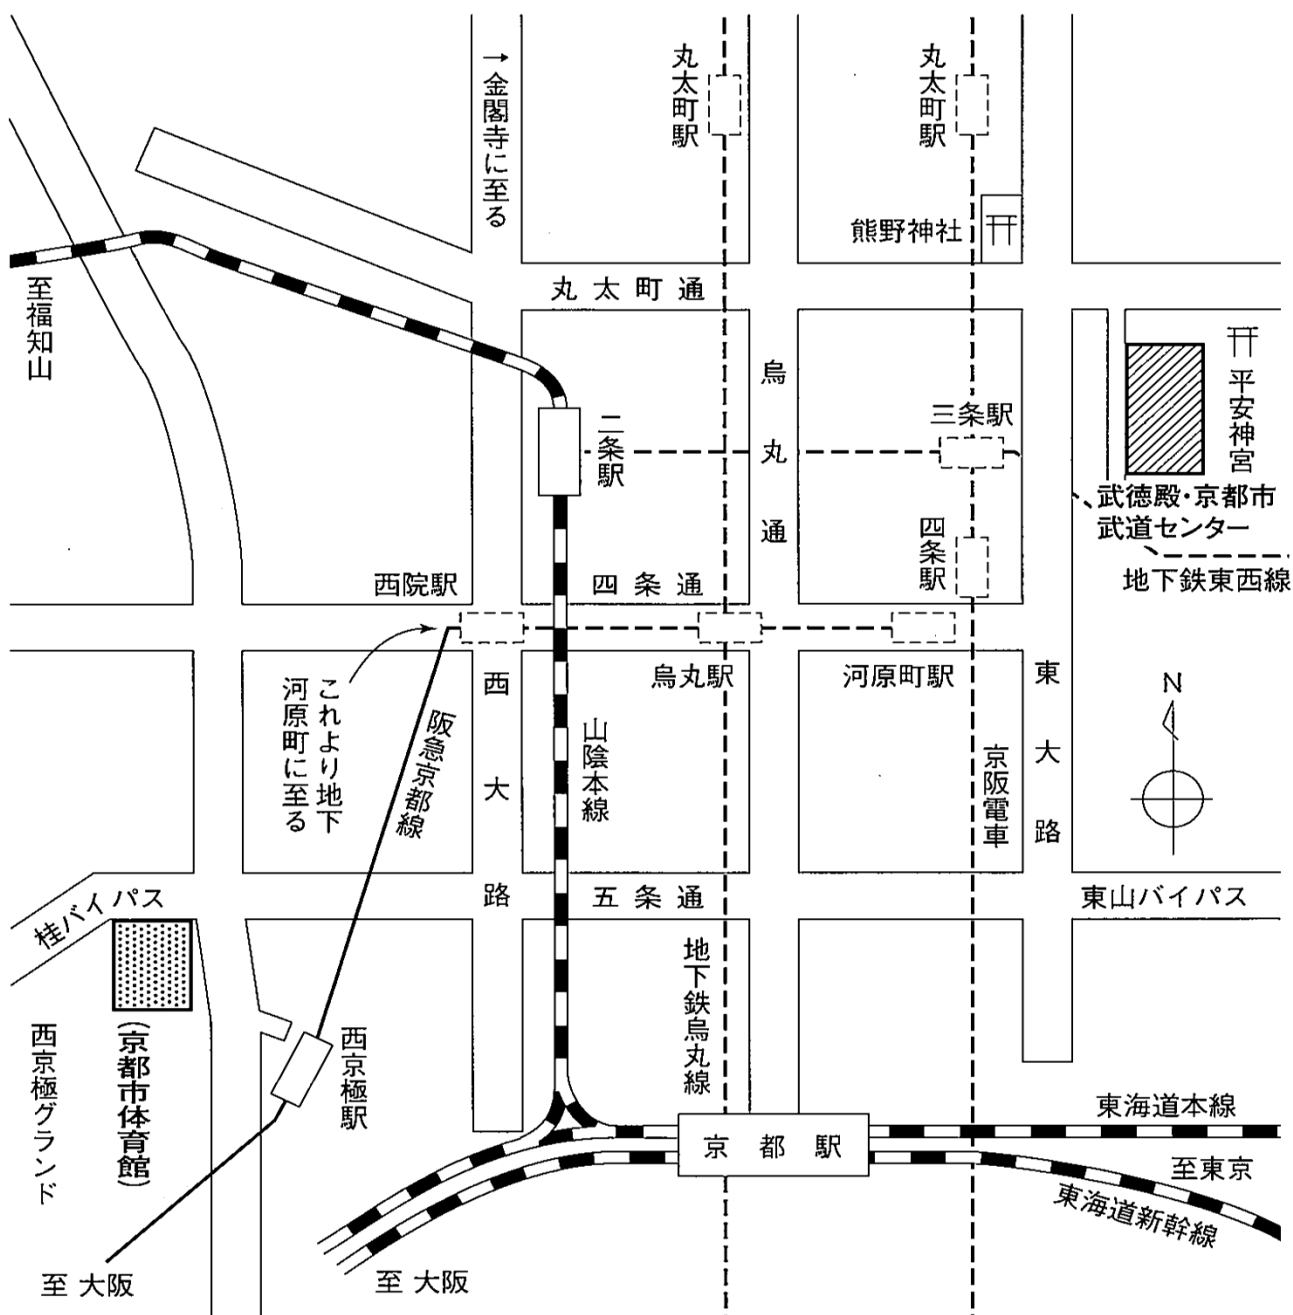 →金閣寺に至る
丸太町駅
丸太町駅
熊野神社
丸太町通
至福知山
烏丸通
平安神宮
二条駅
三条駅
武徳殿・京都市
武道センター
四条駅
地下鉄東西線
西院駅
四条通
烏丸駅
河原町駅
これより地下
河原町に至る
阪急京都線
西大路
山陰本線
京阪電車
東大路
N
五条通
東山バイパス
桂バイパス
西京極グランド
(京都市体育館)
西京極駅
地下鉄烏丸線
京都駅
東海道本線
至東京
東海道新幹線
至 大阪
至 大阪